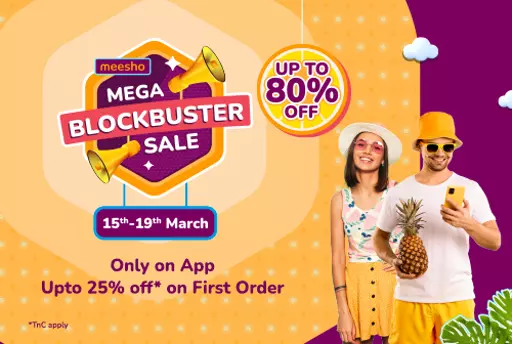 meesho
MEGA
BLOCKBUSTER
SALE
UP TO
80%
OFF
15th-19th March
Only on App
Upto 25% off* on First Order
*TnC apply